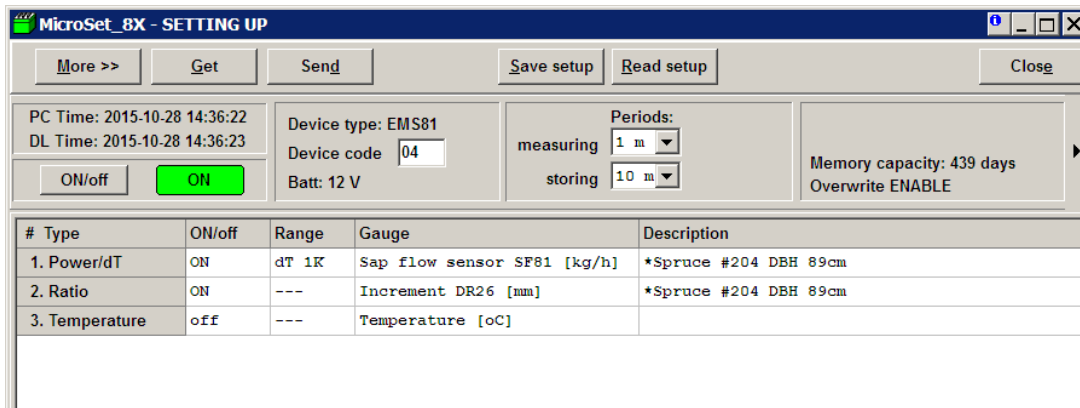 MicroSet_8X - SETTING UP
More >> Get Send Save setup Read setup Close
PC Time: 2015-10-28 14:36:22
DL Time: 2015-10-28 14:36:23
ON/off ON
Device type: EMS81
Device code 04
Batt: 12 V
Periods:
measuring 1 m
storing 10 m
Memory capacity: 439 days
Overwrite ENABLE
# Type ON/off Range Gauge Description
1. Power/dT ON dT 1K Sap flow sensor SF81 [kg/h] *Spruce #204 DBH 89cm
2. Ratio ON --- Increment DR26 [mm] *Spruce #204 DBH 89cm
3. Temperature off --- Temperature [oC]